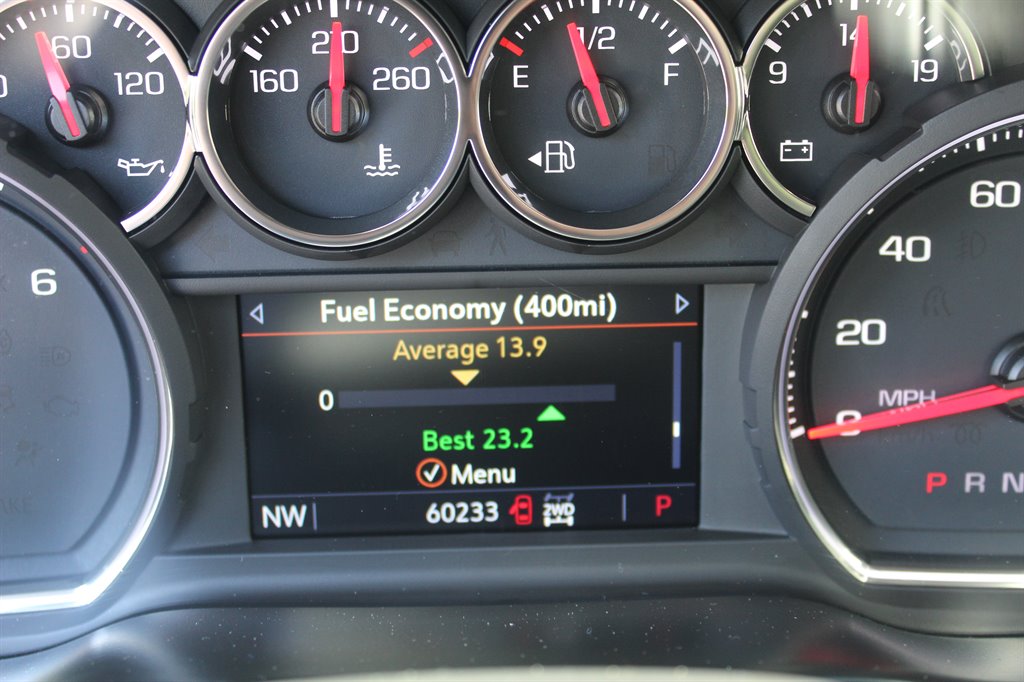 60
120
160
210
260
E
1/2
F
9
14
19
6
Fuel Economy (400mi)
Average 13.9
0
Best 23.2
Menu
NW
60233
2WD
P
60
40
20
MPH
0
P R N